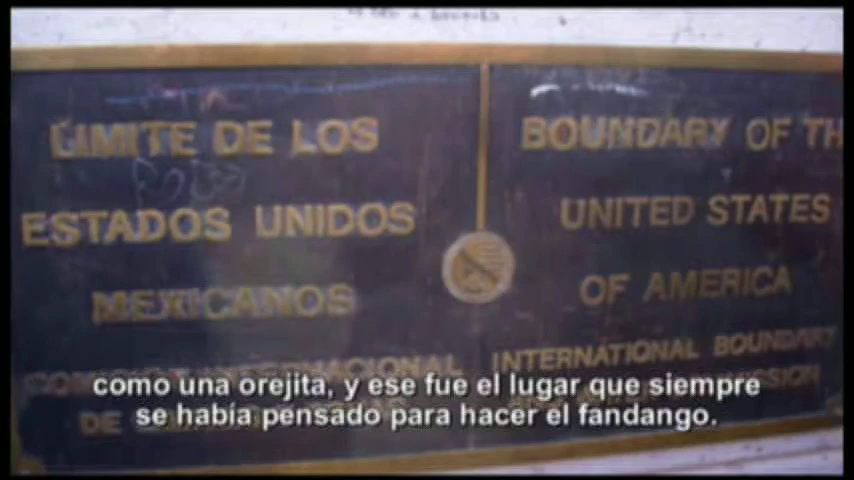 LIMITE DE LOS
ESTADOS UNIDOS
MEXICANOS
BOUNDARY OF TH
UNITED STATES
OF AMERICA
INTERNATIONAL BOUNDARY
como una orejita, y ese fue el lugar que siempre
se había pensado para hacer el fandango.